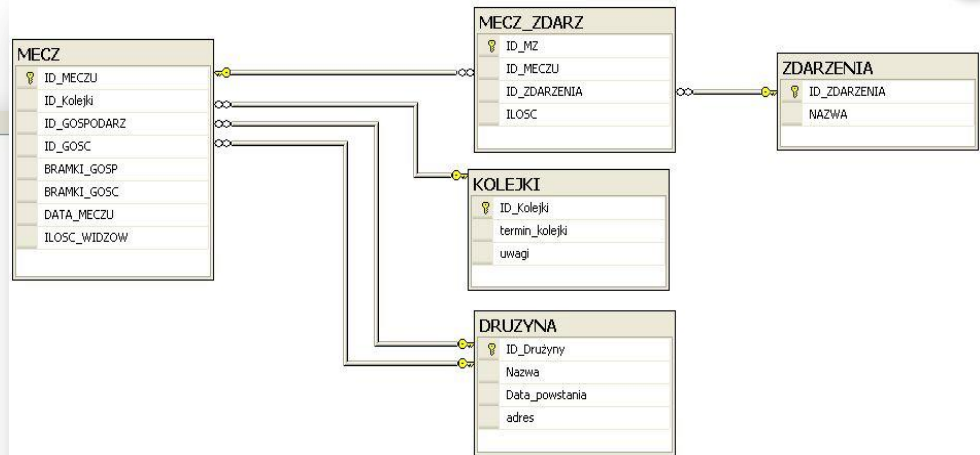 MECZ
ID_MECZU
ID_Kolejki
ID_GOSPODARZ
ID_GOSC
BRAMKI_GOSP
BRAMKI_GOSC
DATA_MECZU
ILOSC_WIDZOW
MECZ_ZDARZ
ID_MZ
ID_MECZU
ID_ZDARZENIA
ILOSC
ZDARZENIA
ID_ZDARZENIA
NAZWA
KOLEJKI
ID_Kolejki
termin_kolejki
uwagi
DRUZYNA
ID_Drużyny
Nazwa
Data_powstania
adres